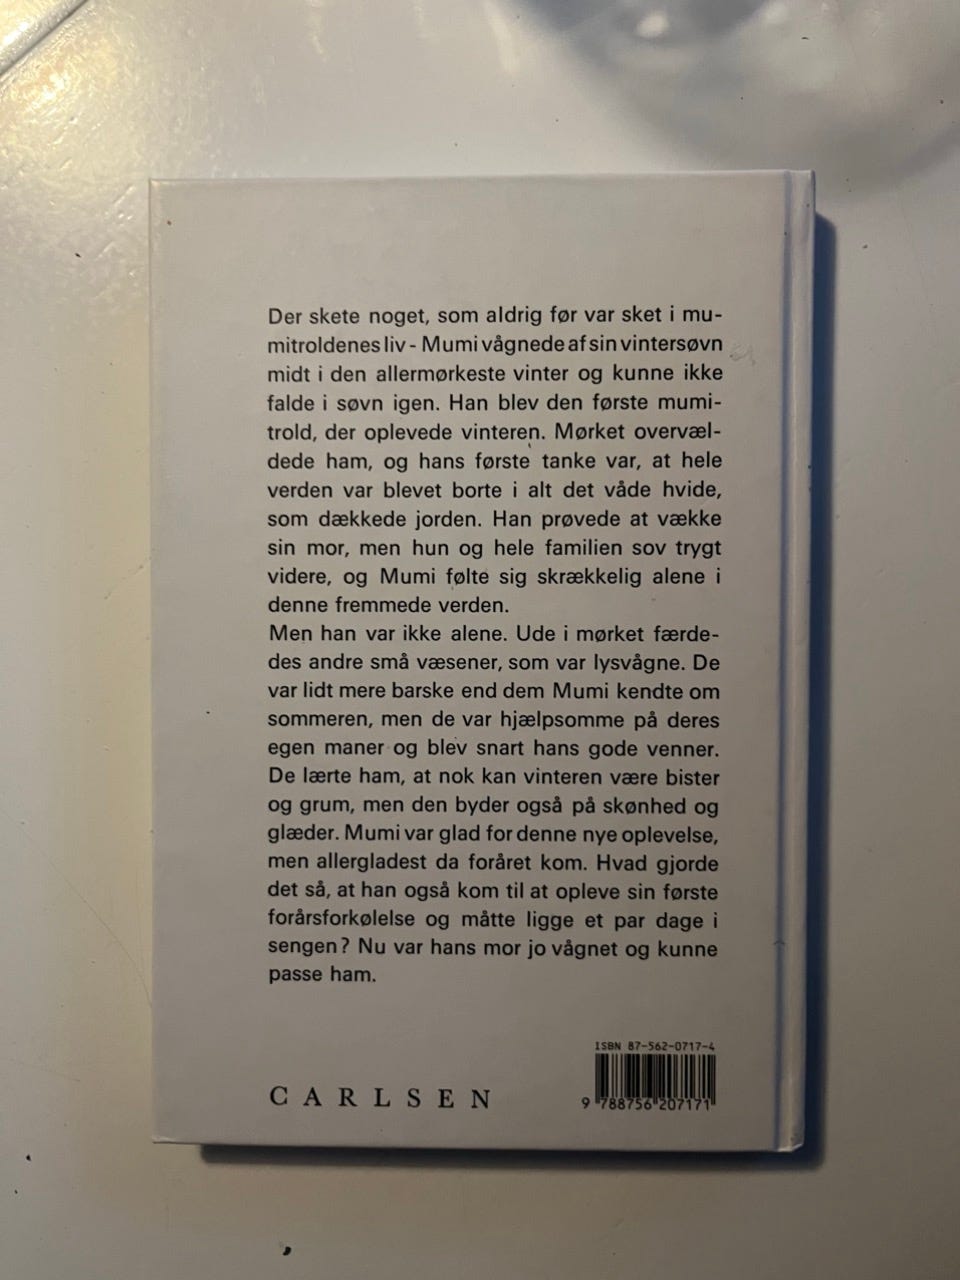 Der skete noget, som aldrig før var sket i mu-
mitroldenes liv - Mumi vågnede af sin vintersøvn
midt i den allermørkeste vinter og kunne ikke
falde i søvn igen. Han blev den første mumi-
trold, der oplevede vinteren. Mørket overvæl-
dede ham, og hans første tanke var, at hele
verden var blevet borte i alt det våde hvide,
som dækkede jorden. Han prøvede at vække
sin mor, men hun og hele familien sov trygt
videre, og Mumi følte sig skrækkelig alene i
denne fremmede verden.
Men han var ikke alene. Ude i mørket færde-
des andre små væsener, som var lysvågne. De
var lidt mere barske end dem Mumi kendte om
sommeren, men de var hjælpsomme på deres
egen maner og blev snart hans gode venner.
De lærte ham, at nok kan vinteren være bister
og grum, men den byder også på skønhed og
glæder. Mumi var glad for denne nye oplevelse,
men allergladest da foråret kom. Hvad gjorde
det så, at han også kom til at opleve sin første
forårsforkølelse og måtte ligge et par dage i
sengen? Nu var hans mor jo vågnet og kunne
passe ham.
ISBN 87-562-0717-4
CARLSEN
9 788756 207171